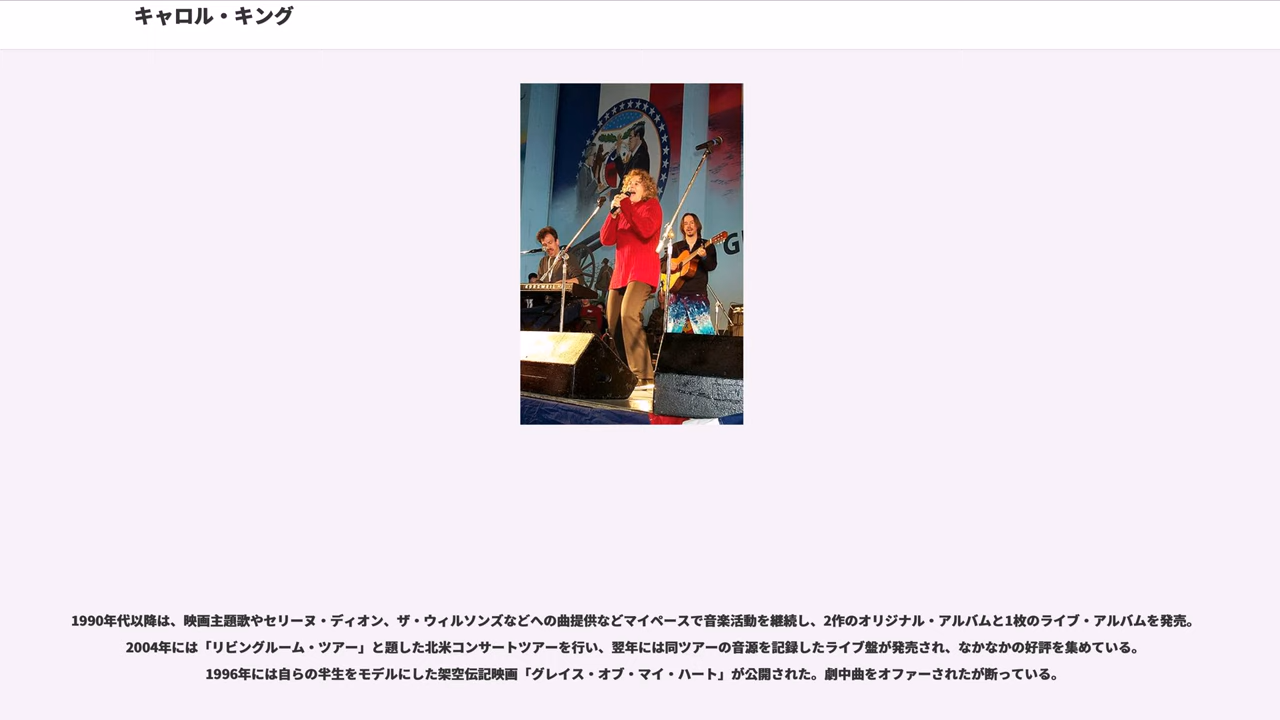 キャロル・キング
1990年代以降は、映画主題歌やセリーヌ・ディオン、ザ・ウィルソンズなどへの曲提供などマイペースで音楽活動を継続し、2作のオリジナル・アルバムと1枚のライブ・アルバムを発売。
2004年には「リビングルーム・ツアー」と題した北米コンサートツアーを行い、翌年には同ツアーの音源を記録したライブ盤が発売され、なかなかの好評を集めている。
1996年には自らの半生をモデルにした架空伝記映画「グレイス・オブ・マイ・ハート」が公開された。劇中曲をオファーされたが断っている。